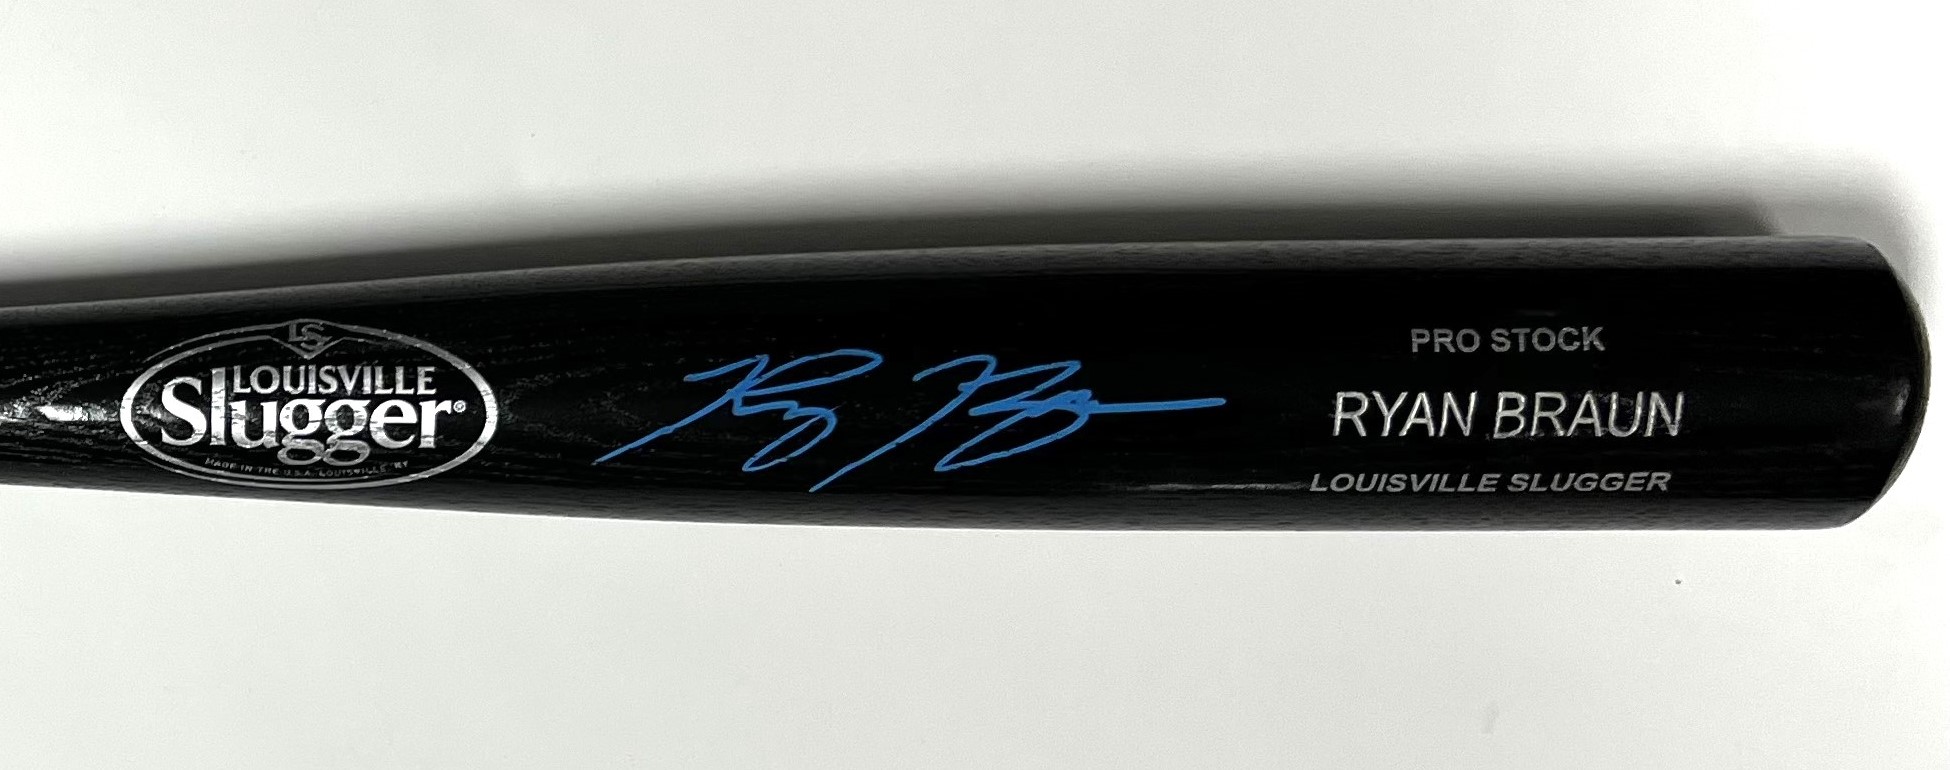 LS
LOUISVILLE
Slugger®
MADE IN THE U.S.A. LOUISVILLE, KY
PRO STOCK
RYAN BRAUN
LOUISVILLE SLUGGER